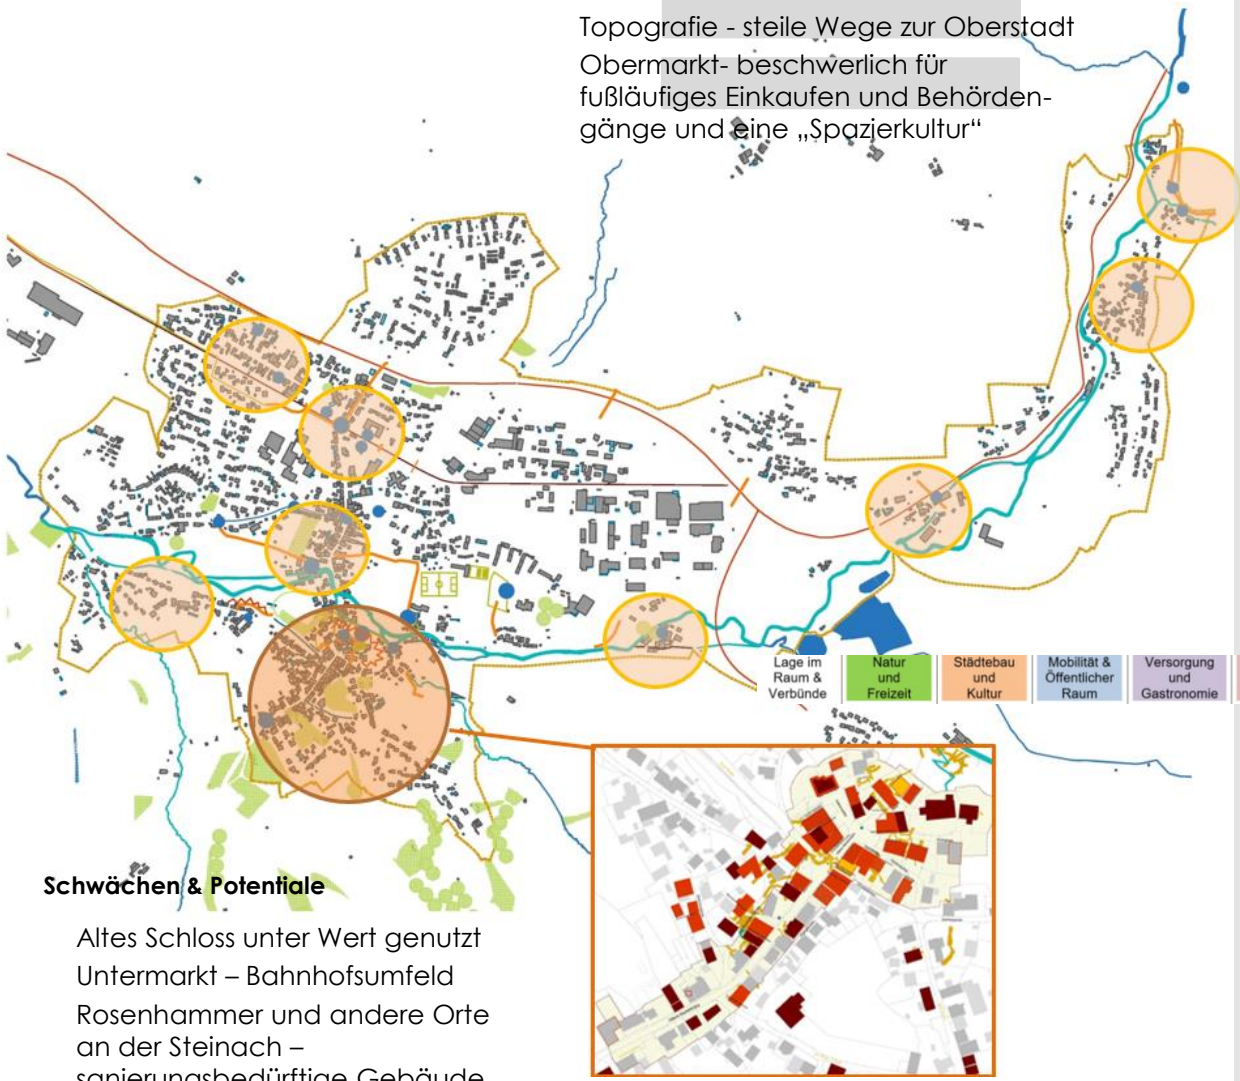 Topografie - steile Wege zur Oberstadt
Obermarkt- beschwerlich für
fußläufiges Einkaufen und Behörden-
gänge und eine „Spazierkultur“
Lage im
Raum &
Verbünde
Natur
und
Freizeit
Städtebau
und
Kultur
Mobilität &
Öffentlicher
Raum
Versorgung
und
Gastronomie
Schwächen & Potentiale
Altes Schloss unter Wert genutzt
Untermarkt – Bahnhofsumfeld
Rosenhammer und andere Orte
an der Steinach –
sanierungsbedürftige Gebäude